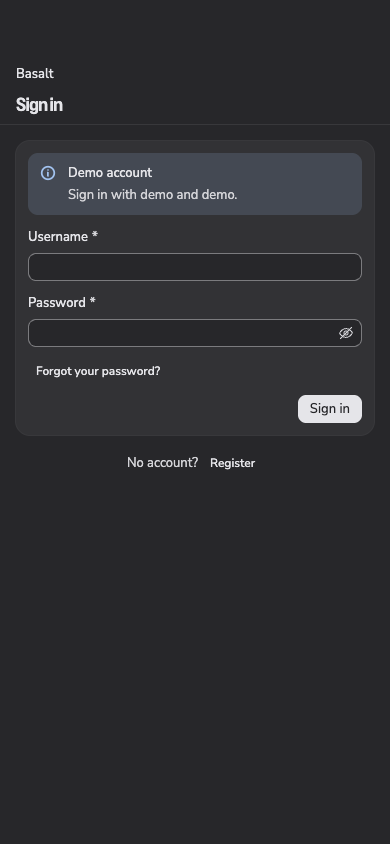 Basalt
Sign in
Demo account
Sign in with demo and demo.
Username *
Password *
Forgot your password?
Sign in
No account? Register